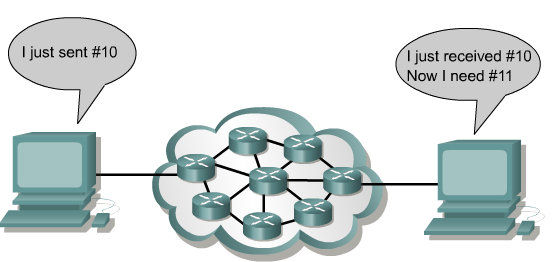 I just sent #10
I just received #10
Now I need #11